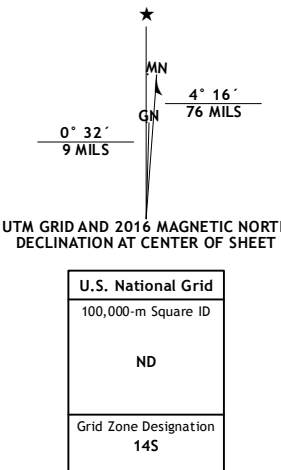 ★
MN
4° 16´
76 MILS
GN
0° 32´
9 MILS
UTM GRID AND 2016 MAGNETIC NORTH
DECLINATION AT CENTER OF SHEET
U.S. National Grid
100,000-m Square ID
ND
Grid Zone Designation
14S